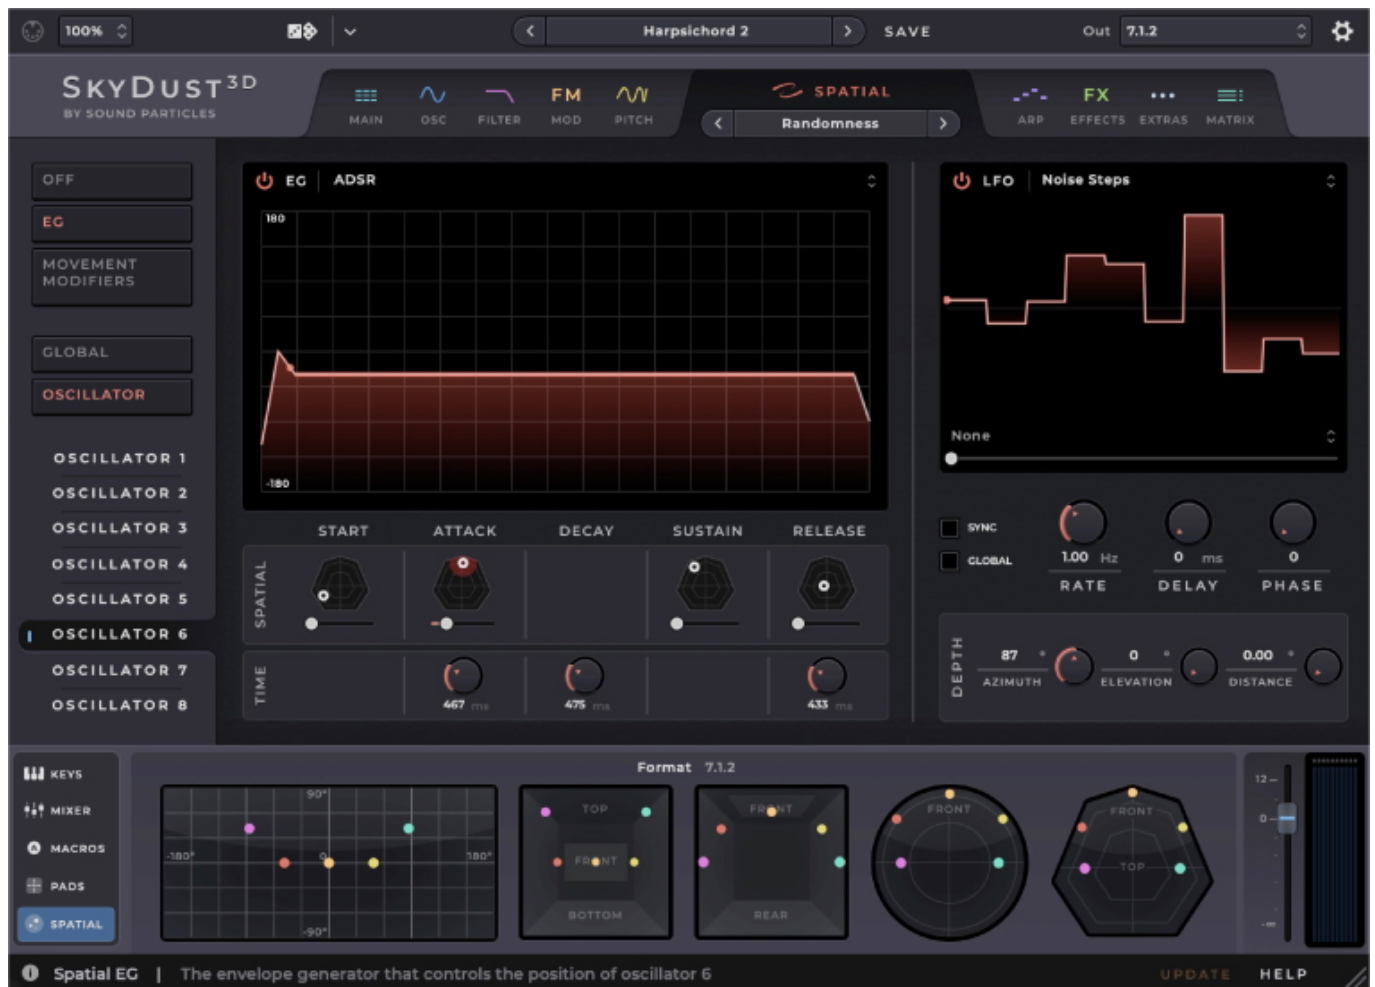 100%
Harpsichord 2
SAVE
Out 7.1.2
SKYDUST 3D
BY SOUND PARTICLES
MAIN
OSC
FILTER
FM
MOD
PITCH
SPATIAL
Randomness
ARP
FX
EFFECTS
EXTRAS
MATRIX
OFF
EG
MOVEMENT
MODIFIERS
GLOBAL
OSCILLATOR
OSCILLATOR 1
OSCILLATOR 2
OSCILLATOR 3
OSCILLATOR 4
OSCILLATOR 5
OSCILLATOR 6
OSCILLATOR 7
OSCILLATOR 8
EG ADSR
180
-180
START ATTACK DECAY SUSTAIN RELEASE
SPATIAL
TIME
467 ms
475 ms
433 ms
LFO Noise Steps
None
SYNC
GLOBAL
1.00 Hz
RATE
0 ms
DELAY
0
PHASE
DEPTH
87 °
AZIMUTH
0 °
ELEVATION
0.00 °
DISTANCE
KEYS
MIXER
MACROS
PADS
SPATIAL
Format 7.1.2
90°
-180°
0
180°
-90°
TOP
FRONT
BOTTOM
FRONT
REAR
FRONT
FRONT
TOP
12
0
-∞
Spatial EG | The envelope generator that controls the position of oscillator 6
UPDATE
HELP